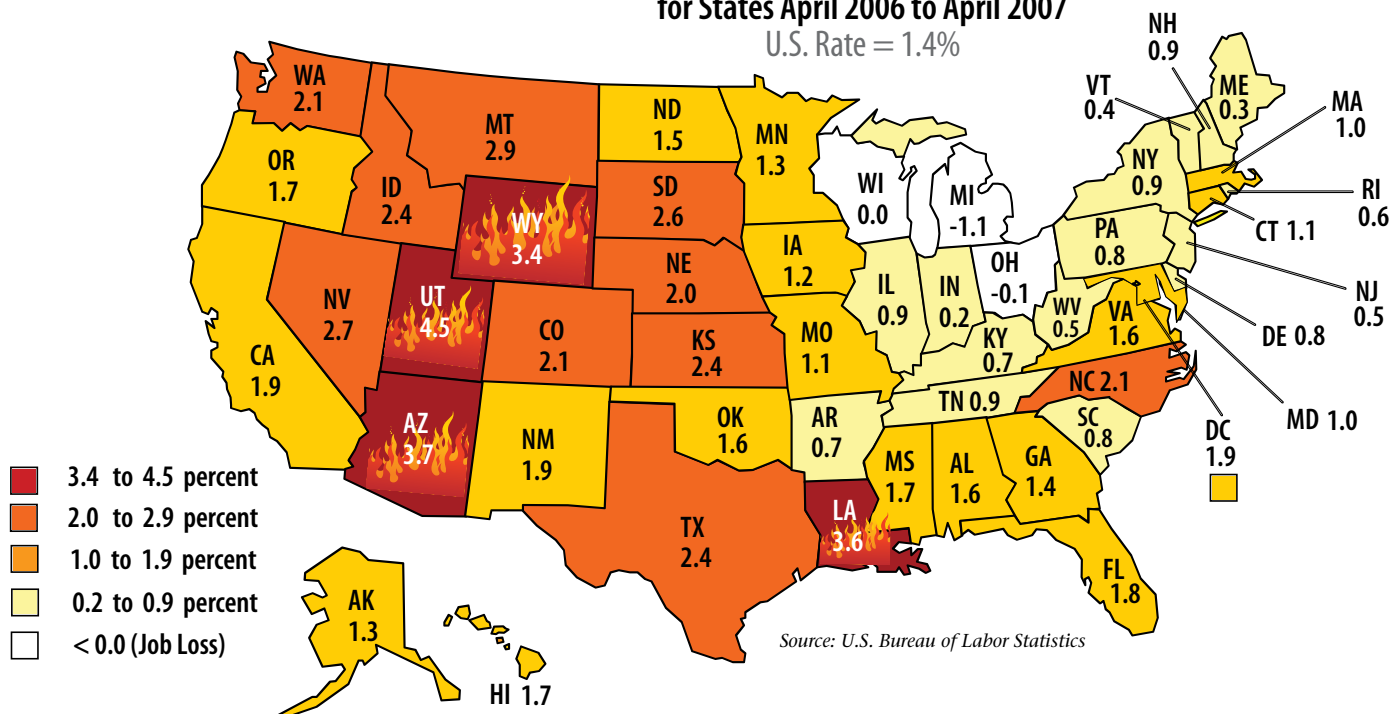 for States April 2006 to April 2007
U.S. Rate = 1.4%
NH
0.9
WA
2.1
VT
0.4
ME
0.3
MA
1.0
MT
2.9
ND
1.5
MN
1.3
OR
1.7
ID
2.4
WY
3.4
SD
2.6
WI
0.0
MI
-1.1
NY
0.9
RI
0.6
CT 1.1
PA
0.8
NJ
0.5
IA
1.2
NE
2.0
NV
2.7
UT
4.5
CO
2.1
IL
0.9
IN
0.2
OH
-0.1
WV
0.5
VA
1.6
DE 0.8
CA
1.9
KS
2.4
MO
1.1
KY
0.7
NC 2.1
MD 1.0
TN 0.9
DC
1.9
AZ
3.7
NM
1.9
OK
1.6
AR
0.7
SC
0.8
MS
1.7
AL
1.6
GA
1.4
TX
2.4
LA
3.6
FL
1.8
3.4 to 4.5 percent
2.0 to 2.9 percent
1.0 to 1.9 percent
0.2 to 0.9 percent
< 0.0 (Job Loss)
AK
1.3
HI 1.7
Source: U.S. Bureau of Labor Statistics